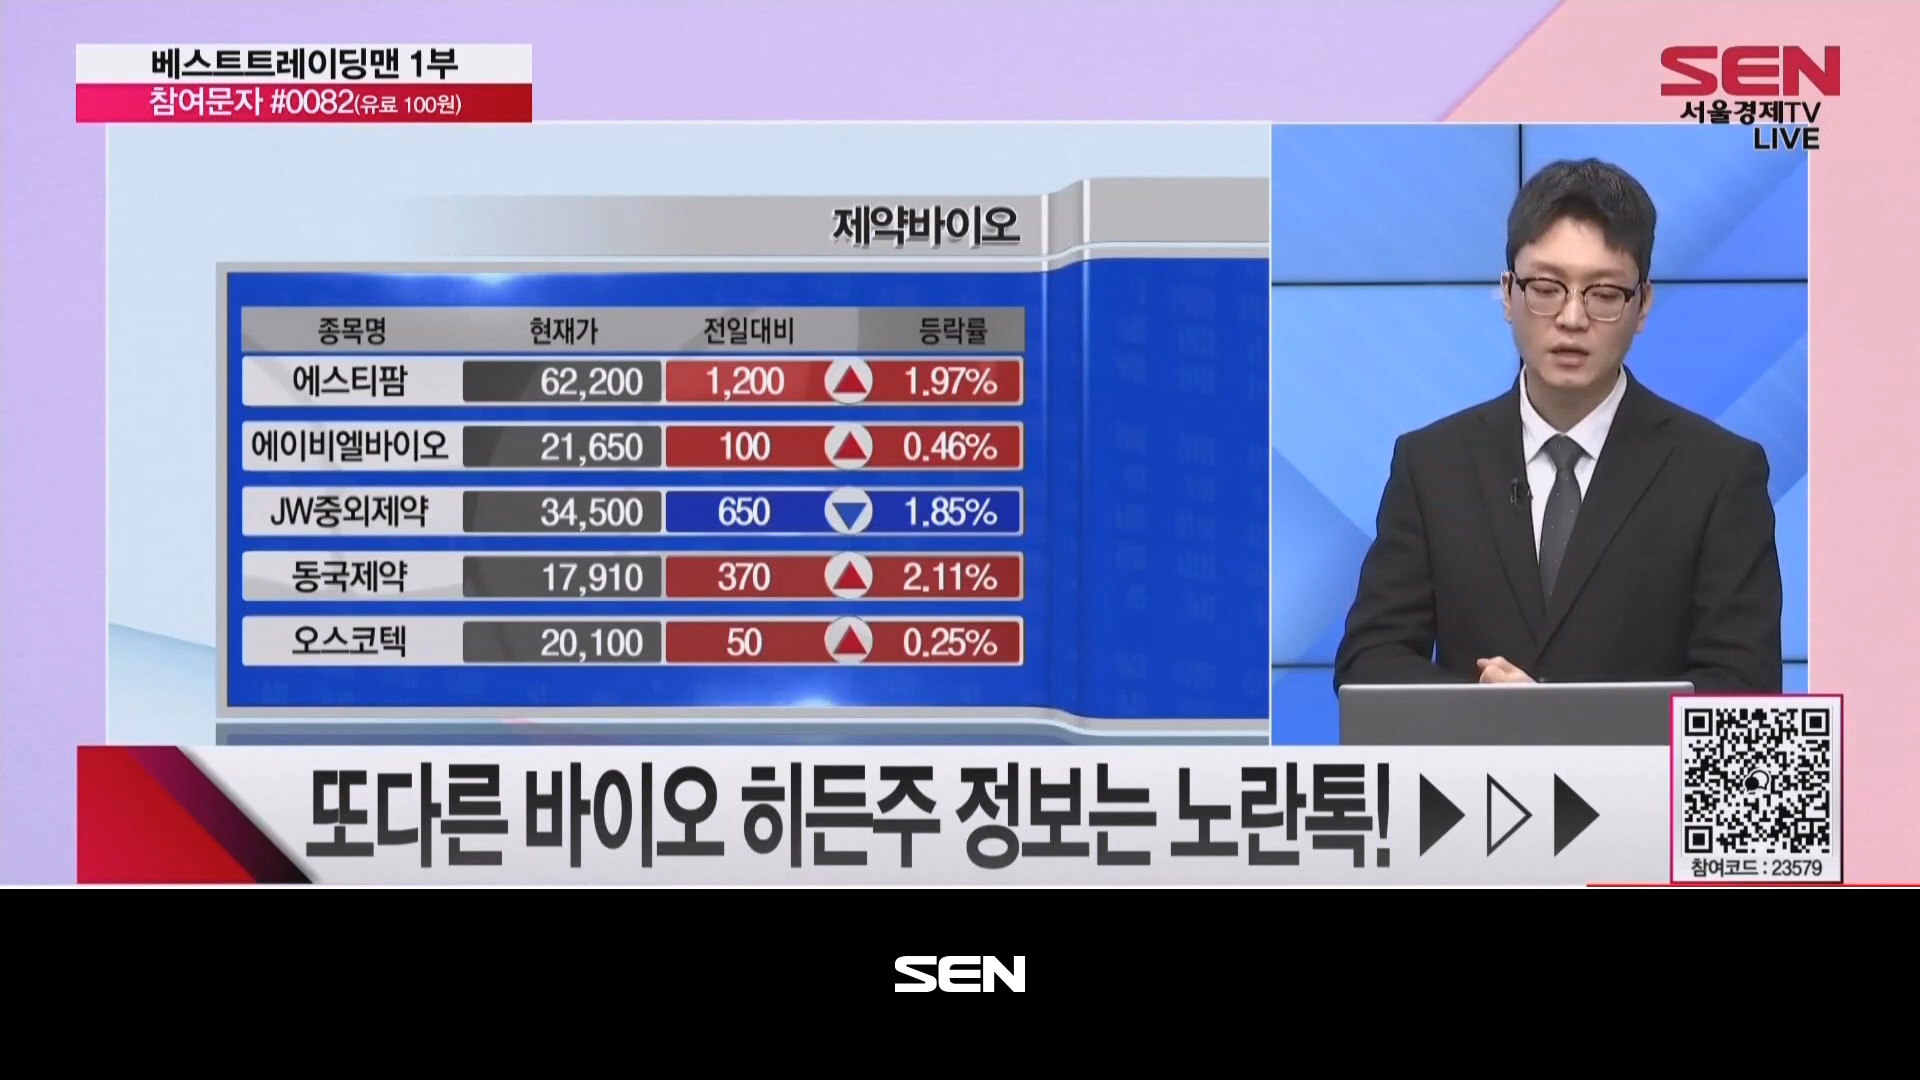 베스트트레이딩맨 1부
참여문자 #0082(유료 100원)
SEN
서울경제TV
LIVE
제약바이오
종목명 현재가 전일대비 등락률
에스티팜 62,200 1,200 ▲ 1.97%
에이비엘바이오 21,650 100 ▲ 0.46%
JW중외제약 34,500 650 ▼ 1.85%
동국제약 17,910 370 ▲ 2.11%
오스코텍 20,100 50 ▲ 0.25%
또다른 바이오 히든주 정보는 노란톡! ▶▷▶
참여코드 : 23579
SEN